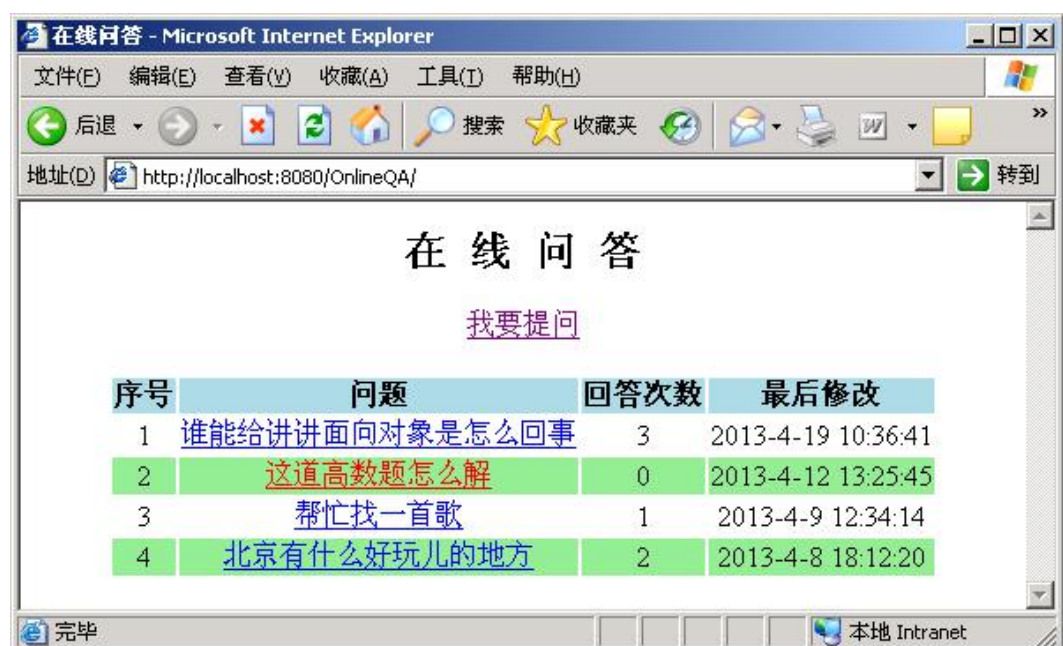 在线问答 - Microsoft Internet Explorer
文件(F) 编辑(E) 查看(V) 收藏(A) 工具(T) 帮助(H)
后退 搜索 收藏夹 »
地址(D) http://localhost:8080/OnlineQA/ 转到
在 线 问 答
我要提问
序号 问题 回答次数 最后修改
1 谁能给讲讲面向对象是怎么回事 3 2013-4-19 10:36:41
2 这道高数题怎么解 0 2013-4-12 13:25:45
3 帮忙找一首歌 1 2013-4-9 12:34:14
4 北京有什么好玩儿的地方 2 2013-4-8 18:12:20
完毕 本地 Intranet